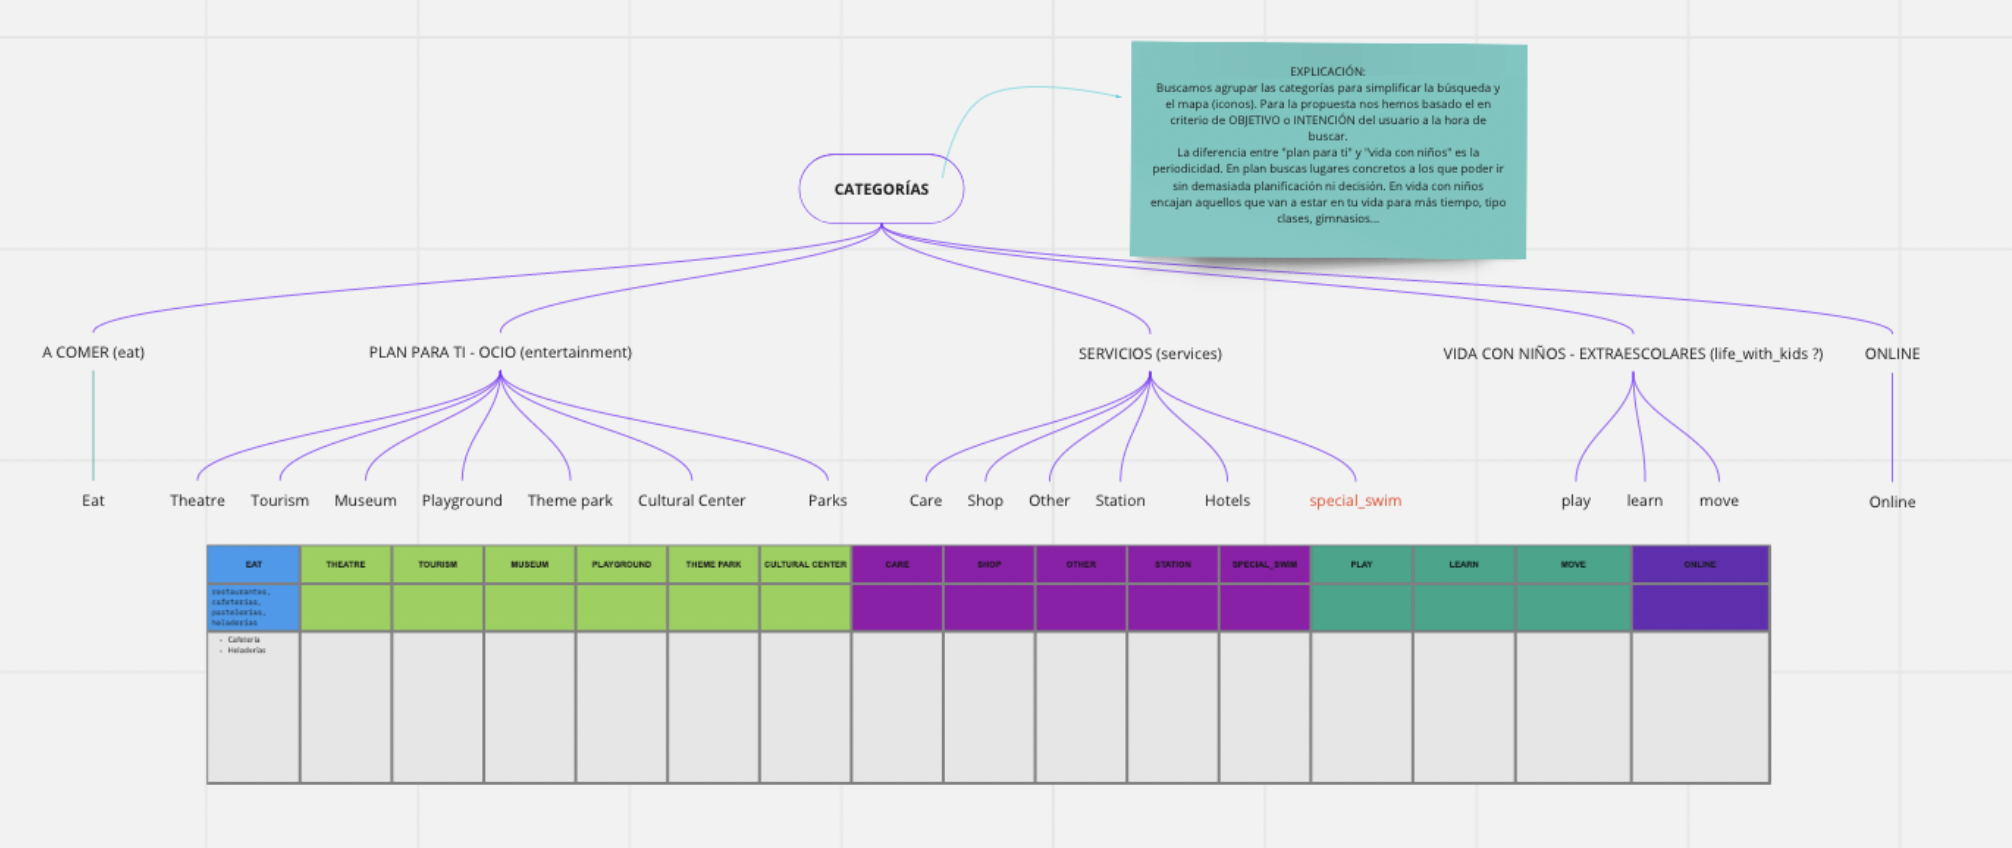 EXPLICACIÓN:
Buscamos agrupar las categorías para simplificar la búsqueda y
el mapa (iconos). Para la propuesta nos hemos basado el en
criterio de OBJETIVO o INTENCIÓN del usuario a la hora de
buscar.
La diferencia entre "plan para ti" y "vida con niños" es la
periodicidad. En plan buscas lugares concretos a los que poder ir
sin demasiada planificación ni decisión. En vida con niños
encajan aquellos que van a estar en tu vida para más tiempo, tipo
clases, gimnasios...
CATEGORÍAS
A COMER (eat)
PLAN PARA TI - OCIO (entertainment)
SERVICIOS (services)
VIDA CON NIÑOS - EXTRAESCOLARES (life_with_kids ?)
ONLINE
Eat
Theatre
Tourism
Museum
Playground
Theme park
Cultural Center
Parks
Care
Shop
Other
Station
Hotels
special_swim
play
learn
move
Online
EAT
THEATRE
TOURISM
MUSEUM
PLAYGROUND
THEME PARK
CULTURAL CENTER
CARE
SHOP
OTHER
STATION
SPECIAL_SWIM
PLAY
LEARN
MOVE
ONLINE
restaurantes,
cafeterías,
pastelerías,
heladerías
- Cafetería
- Heladerías